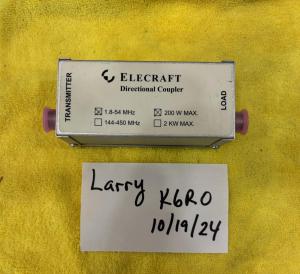 ELECRAFT
Directional Coupler
TRANSMITTER
☒ 1.8-54 MHz ☒ 200 W MAX.
☐ 144-450 MHz ☐ 2 KW MAX.
LOAD
Larry K6RO
10/19/24